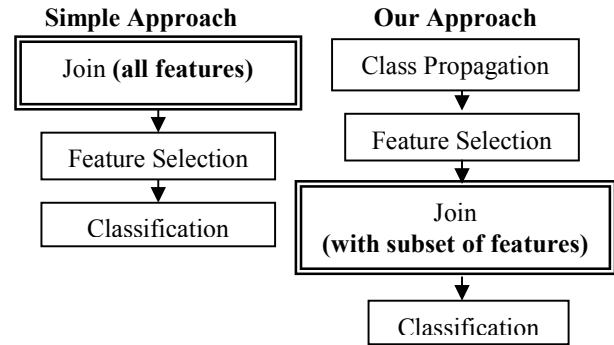 Simple Approach
Join (all features)
Feature Selection
Classification
Our Approach
Class Propagation
Feature Selection
Join
(with subset of features)
Classification